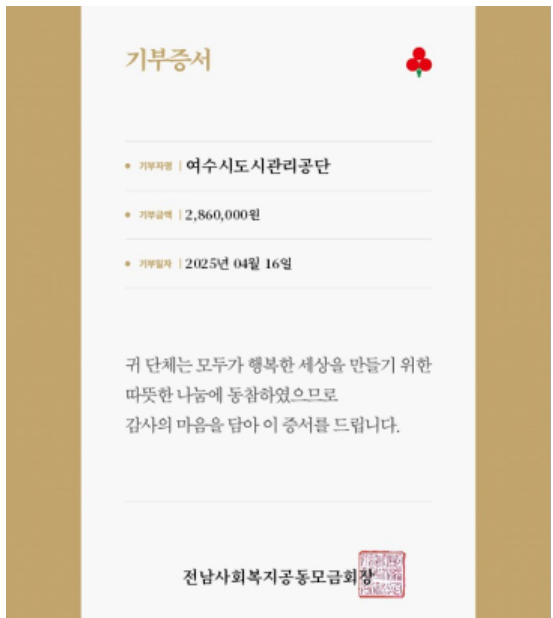 기부증서
기부자명 | 여수시도시관리공단
기부금액 | 2,860,000원
기부일자 | 2025년 04월 16일
귀 단체는 모두가 행복한 세상을 만들기 위한
따뜻한 나눔에 동참하였으므로
감사의 마음을 담아 이 증서를 드립니다.
전남사회복지공동모금회장